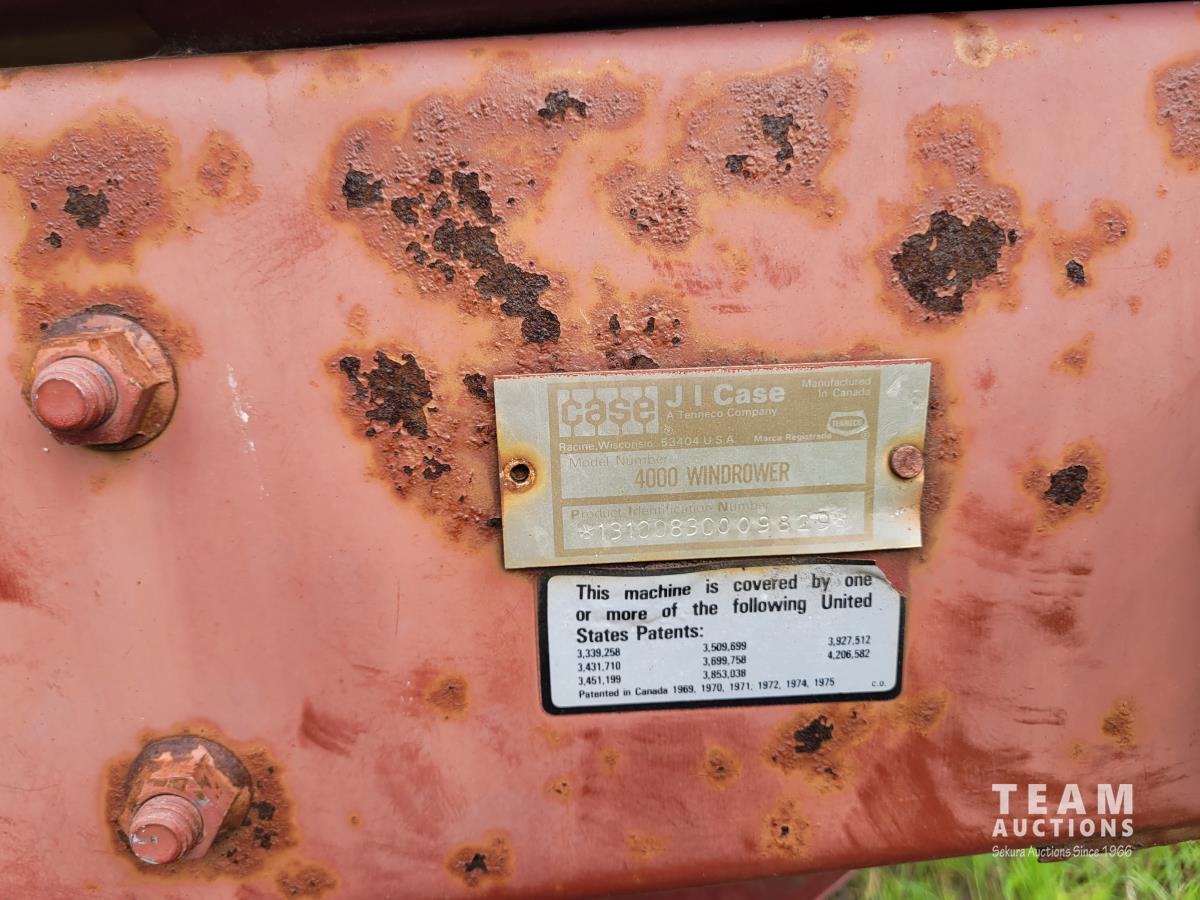 case
J I Case
A Tenneco Company
Manufactured
In Canada
TENNECO
Racine, Wisconsin 53404 U.S.A.
Marca Registrada
Model Number
4000 WINDROWER
Product Identification Number
This machine is covered by one
or more of the following United
States Patents:
3,339,258 3,509,699 3,927,512
3,431,710 3,699,758 4,206,582
3,451,199 3,853,038
Patented in Canada 1969, 1970, 1971, 1972, 1974, 1975 C.O.
TEAM
AUCTIONS
Sekura Auctions Since 1966